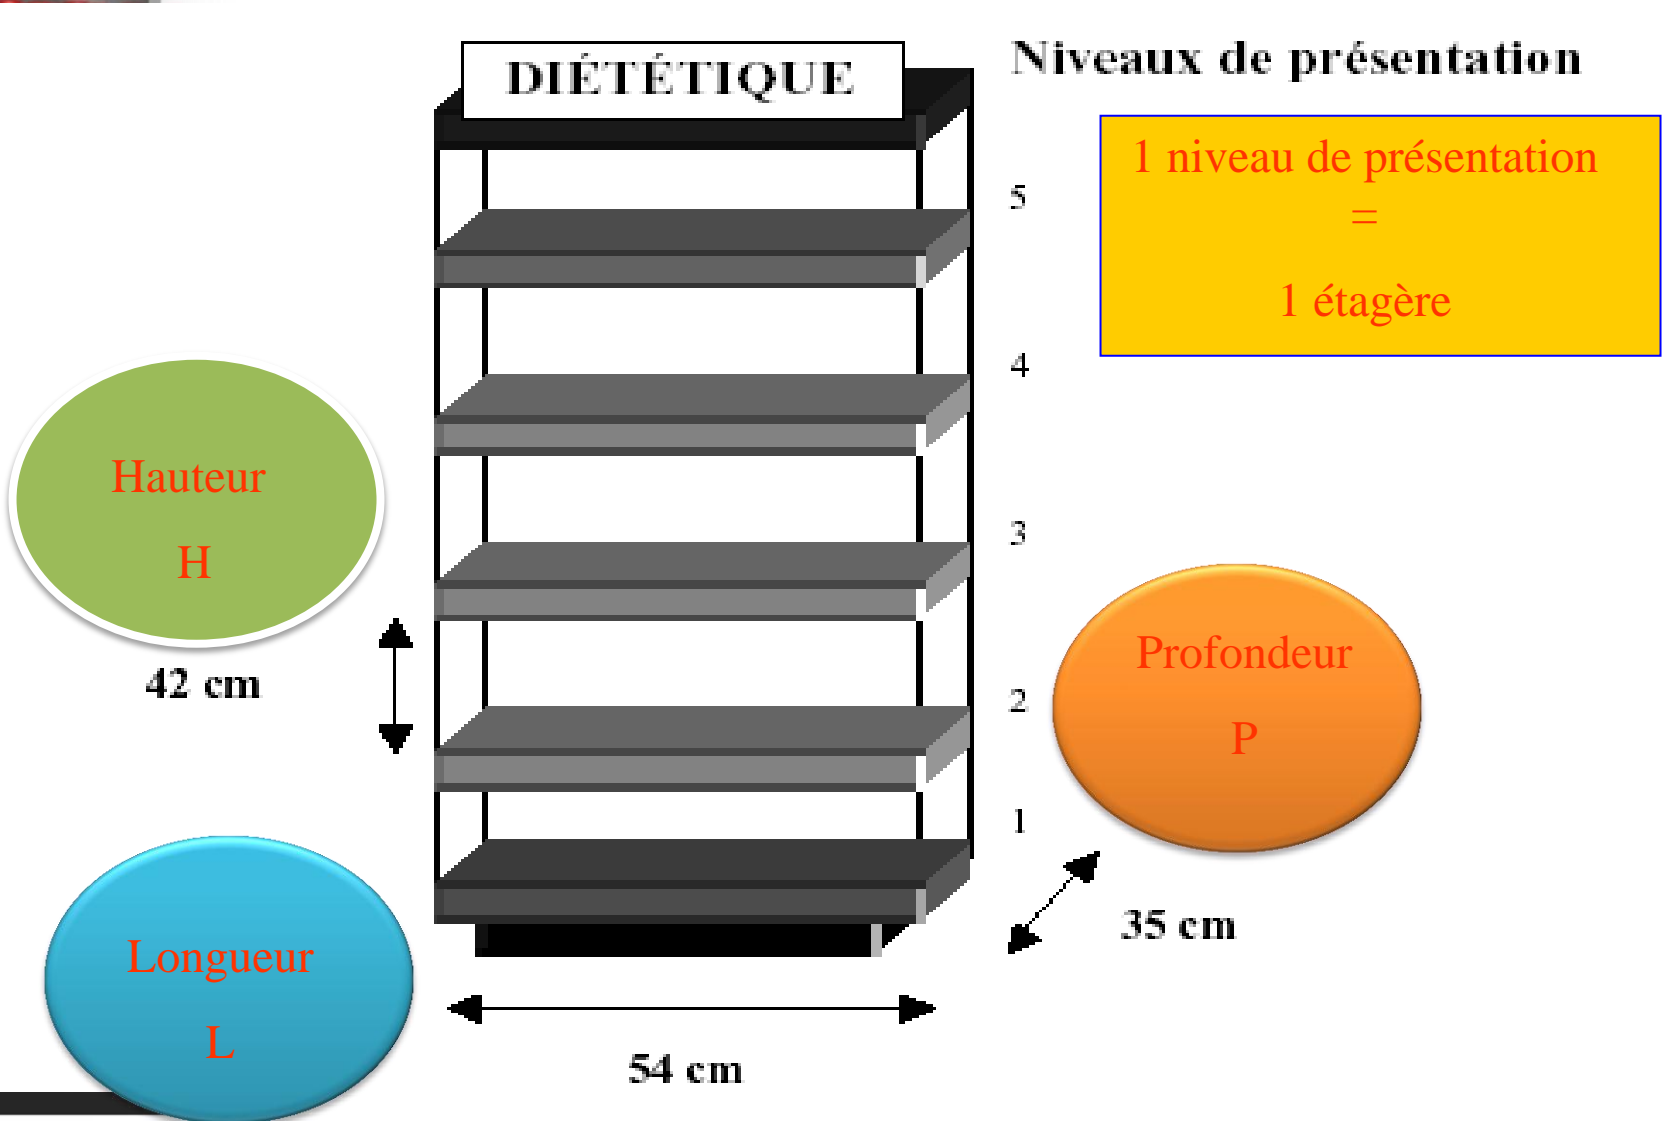 DIÉTÉTIQUE
Niveaux de présentation
1 niveau de présentation
=
1 étagère
5
4
3
2
1
Hauteur
H
42 cm
Profondeur
P
35 cm
Longueur
L
54 cm